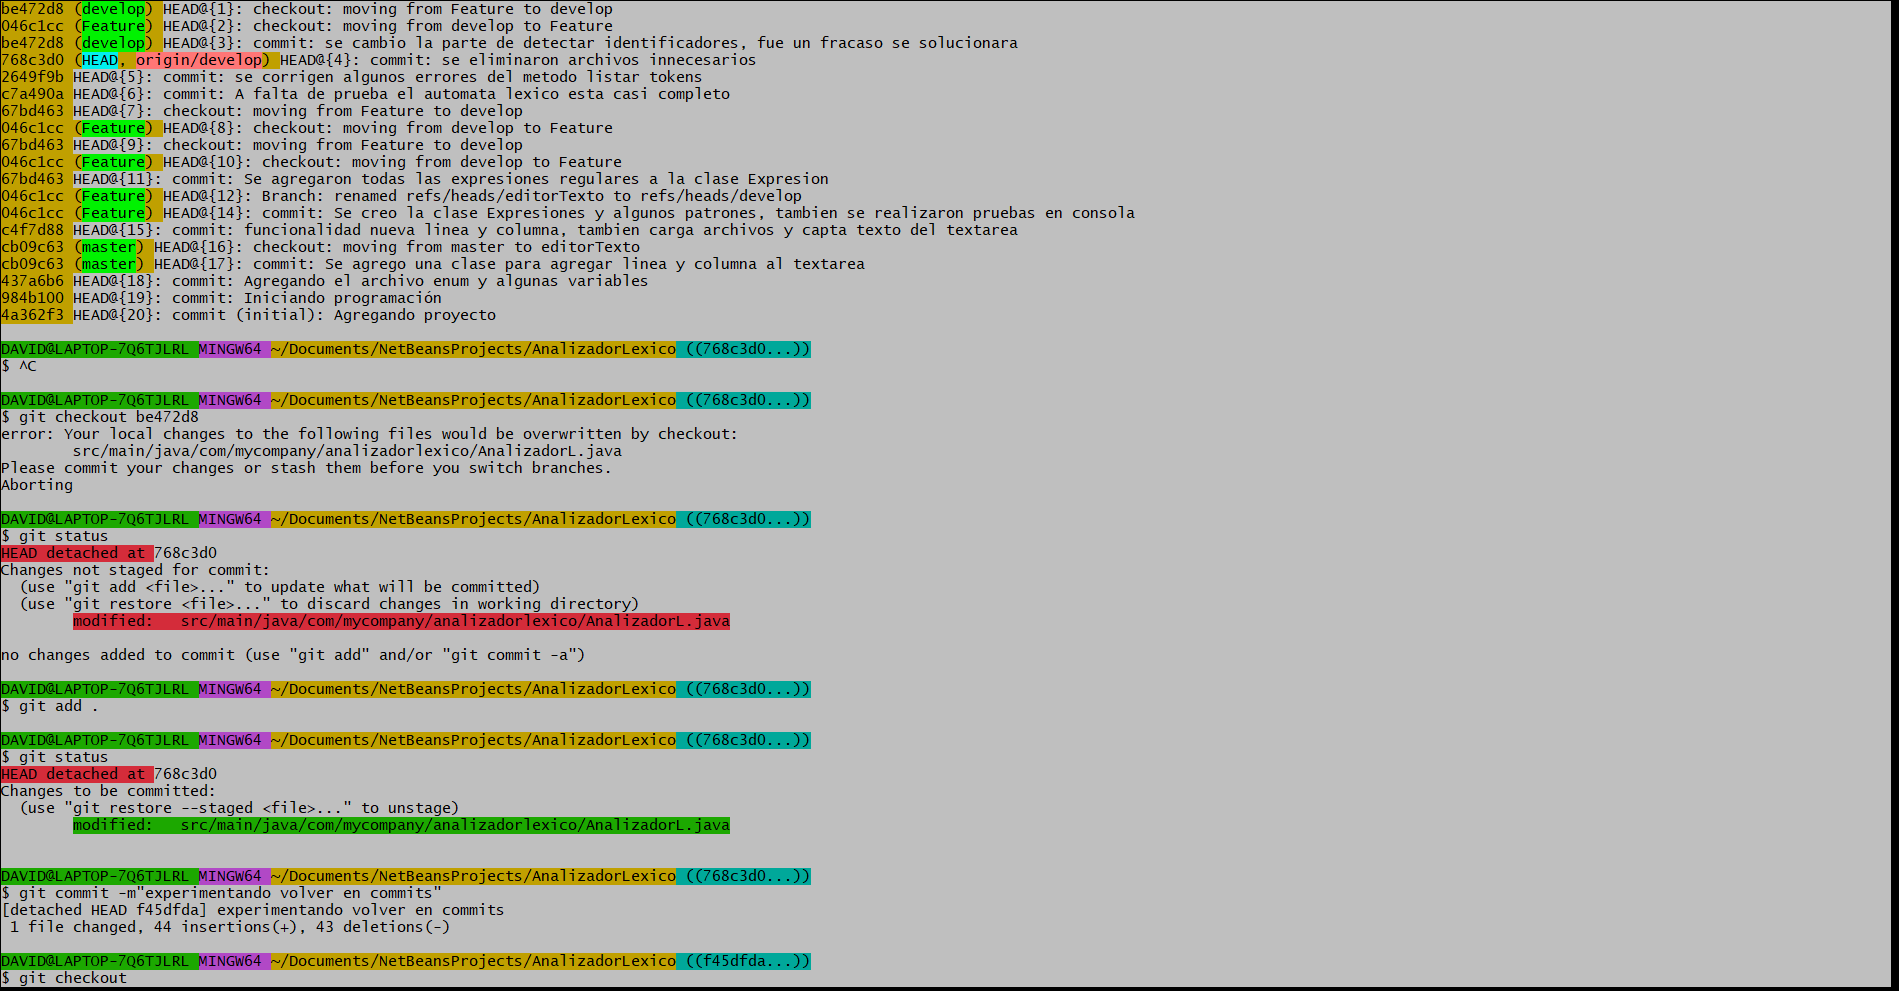 be472d8 (develop) HEAD@{1}: checkout: moving from Feature to develop
046c1cc (Feature) HEAD@{2}: checkout: moving from develop to Feature
be472d8 (develop) HEAD@{3}: commit: se cambio la parte de detectar identificadores, fue un fracaso se solucionara
768c3d0 (HEAD, origin/develop) HEAD@{4}: commit: se eliminaron archivos innecesarios
2649f9b HEAD@{5}: commit: se corrigen algunos errores del metodo listar tokens
c7a490a HEAD@{6}: commit: A falta de prueba el automata lexico esta casi completo
67bd463 HEAD@{7}: checkout: moving from Feature to develop
046c1cc (Feature) HEAD@{8}: checkout: moving from develop to Feature
67bd463 HEAD@{9}: checkout: moving from Feature to develop
046c1cc (Feature) HEAD@{10}: checkout: moving from develop to Feature
67bd463 HEAD@{11}: commit: Se agregaron todas las expresiones regulares a la clase Expresion
046c1cc (Feature) HEAD@{12}: Branch: renamed refs/heads/editorTexto to refs/heads/develop
046c1cc (Feature) HEAD@{14}: commit: Se creo la clase Expresiones y algunos patrones, tambien se realizaron pruebas en consola
c4f7d88 HEAD@{15}: commit: funcionalidad nueva linea y columna, tambien carga archivos y capta texto del textarea
cb09c63 (master) HEAD@{16}: checkout: moving from master to editorTexto
cb09c63 (master) HEAD@{17}: commit: Se agrego una clase para agregar linea y columna al textarea
437a6b6 HEAD@{18}: commit: Agregando el archivo enum y algunas variables
984b100 HEAD@{19}: commit: Iniciando programación
4a362f3 HEAD@{20}: commit (initial): Agregando proyecto
DAVID@LAPTOP-7Q6TJLRL MINGW64 ~/Documents/NetBeansProjects/AnalizadorLexico ((768c3d0...))
$ ^C
DAVID@LAPTOP-7Q6TJLRL MINGW64 ~/Documents/NetBeansProjects/AnalizadorLexico ((768c3d0...))
$ git checkout be472d8
error: Your local changes to the following files would be overwritten by checkout:
src/main/java/com/mycompany/analizadorlexico/AnalizadorL.java
Please commit your changes or stash them before you switch branches.
Aborting
DAVID@LAPTOP-7Q6TJLRL MINGW64 ~/Documents/NetBeansProjects/AnalizadorLexico ((768c3d0...))
$ git status
HEAD detached at 768c3d0
Changes not staged for commit:
(use "git add <file>..." to update what will be committed)
(use "git restore <file>..." to discard changes in working directory)
modified:   src/main/java/com/mycompany/analizadorlexico/AnalizadorL.java
no changes added to commit (use "git add" and/or "git commit -a")
DAVID@LAPTOP-7Q6TJLRL MINGW64 ~/Documents/NetBeansProjects/AnalizadorLexico ((768c3d0...))
$ git add .
DAVID@LAPTOP-7Q6TJLRL MINGW64 ~/Documents/NetBeansProjects/AnalizadorLexico ((768c3d0...))
$ git status
HEAD detached at 768c3d0
Changes to be committed:
(use "git restore --staged <file>..." to unstage)
modified:   src/main/java/com/mycompany/analizadorlexico/AnalizadorL.java
DAVID@LAPTOP-7Q6TJLRL MINGW64 ~/Documents/NetBeansProjects/AnalizadorLexico ((768c3d0...))
$ git commit -m"experimentando volver en commits"
[detached HEAD f45dfda] experimentando volver en commits
1 file changed, 44 insertions(+), 43 deletions(-)
DAVID@LAPTOP-7Q6TJLRL MINGW64 ~/Documents/NetBeansProjects/AnalizadorLexico ((f45dfda...))
$ git checkout